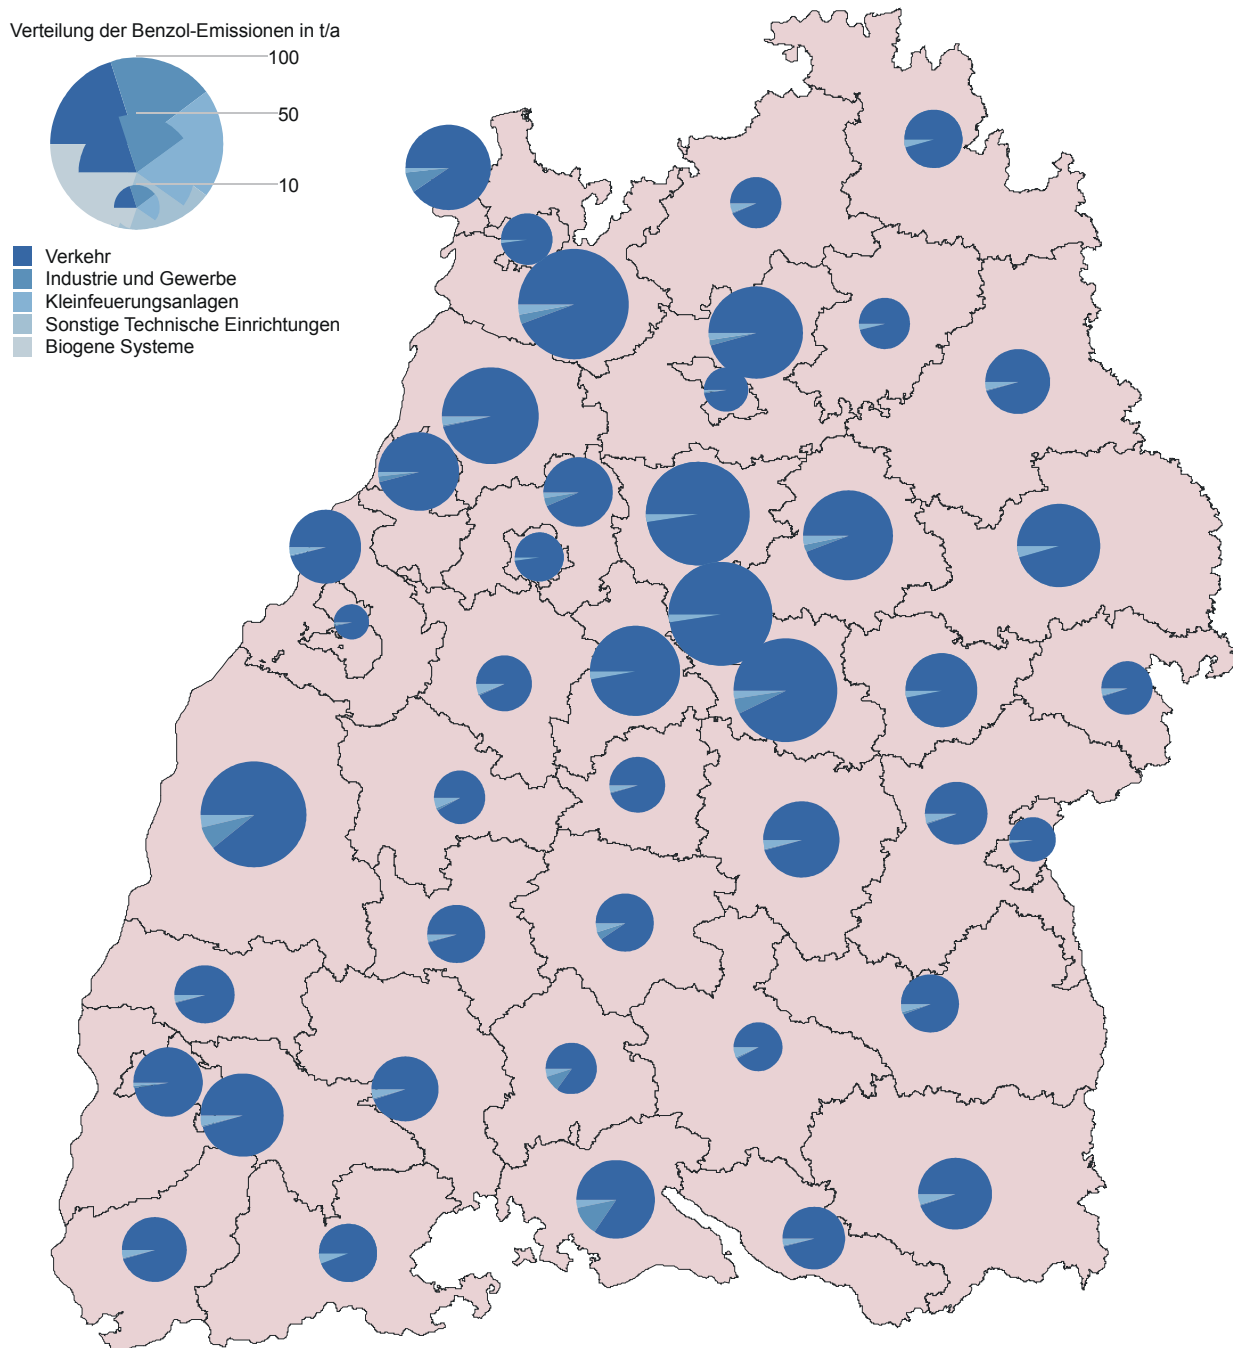 Verteilung der Benzol-Emissionen in t/a
100
50
10
Verkehr
Industrie und Gewerbe
Kleinfeuerungsanlagen
Sonstige Technische Einrichtungen
Biogene Systeme